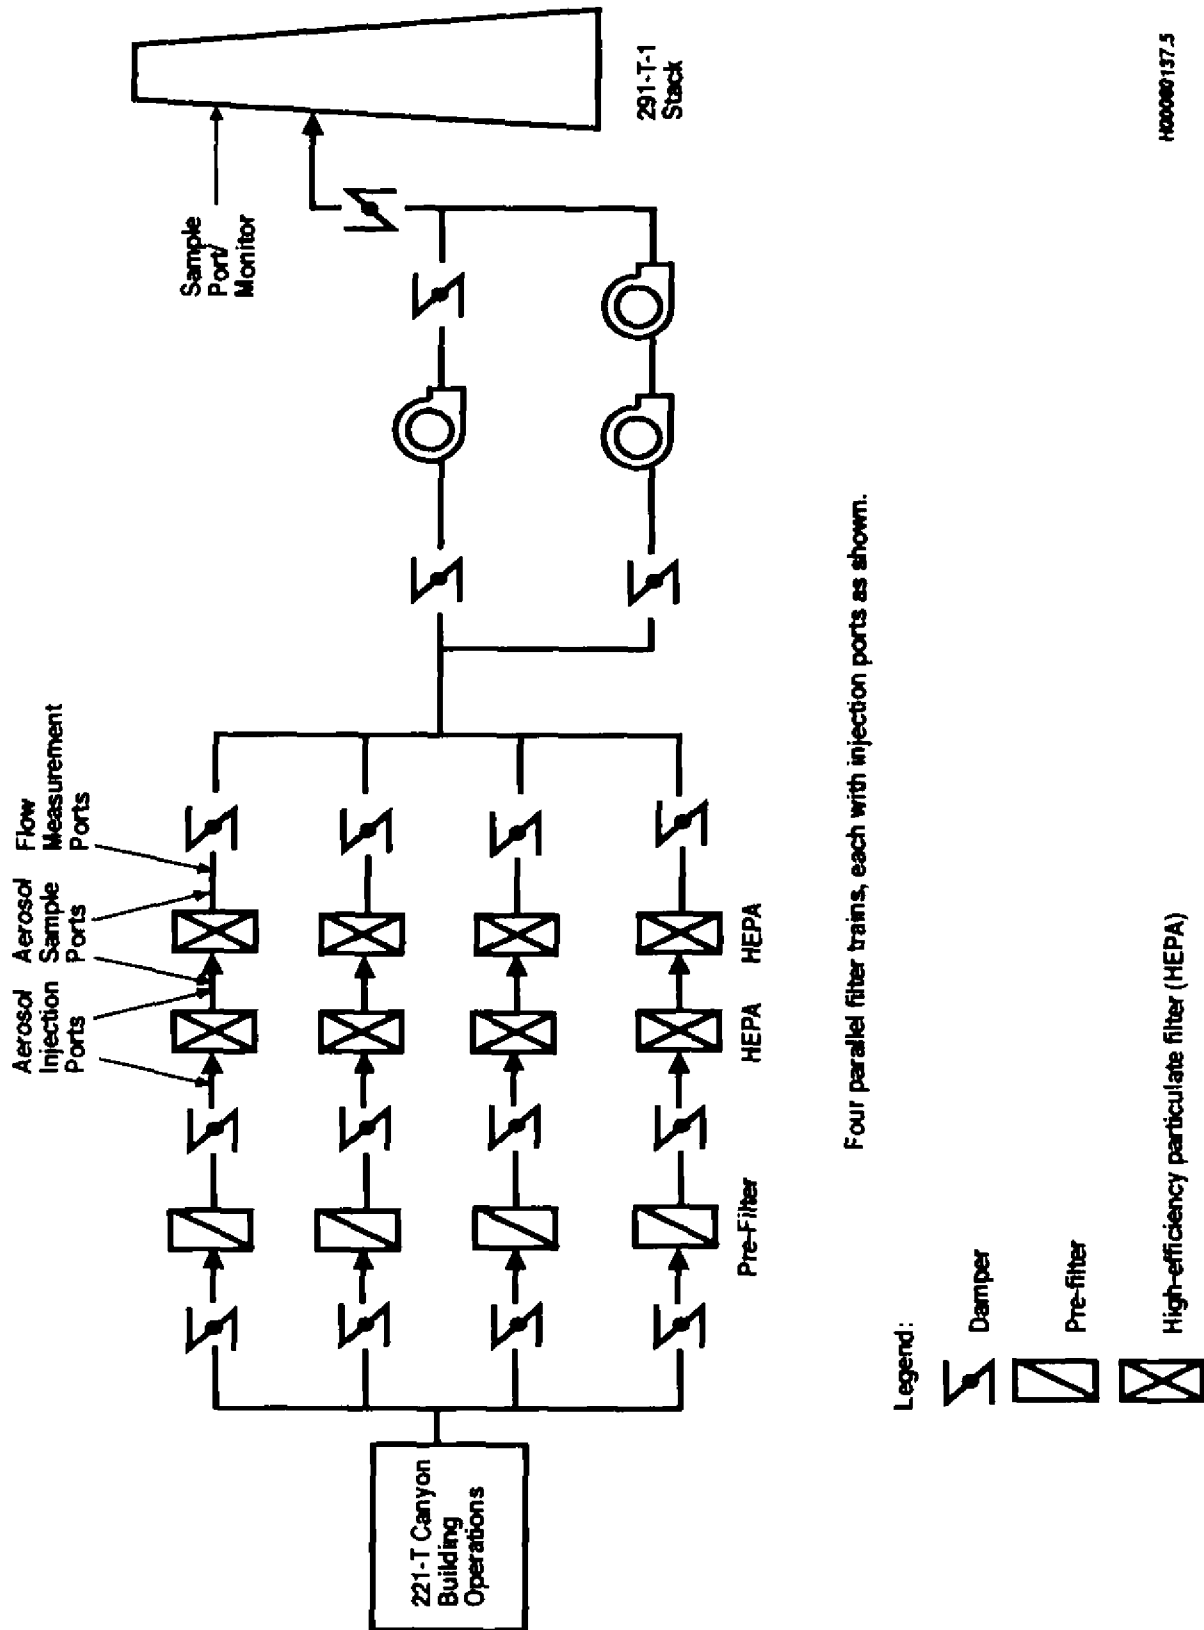 Aerosol
Injection
Ports
Aerosol
Sample
Ports
Flow
Measurement
Ports
Sample
Port/
Monitor
221-T Canyon
Building
Operations
291-T-1
Stack
Pre-Filter
HEPA
HEPA
Four parallel filter trains, each with injection ports as shown.
Legend:
Damper
Pre-filter
High-efficiency particulate filter (HEPA)
H00080137.5